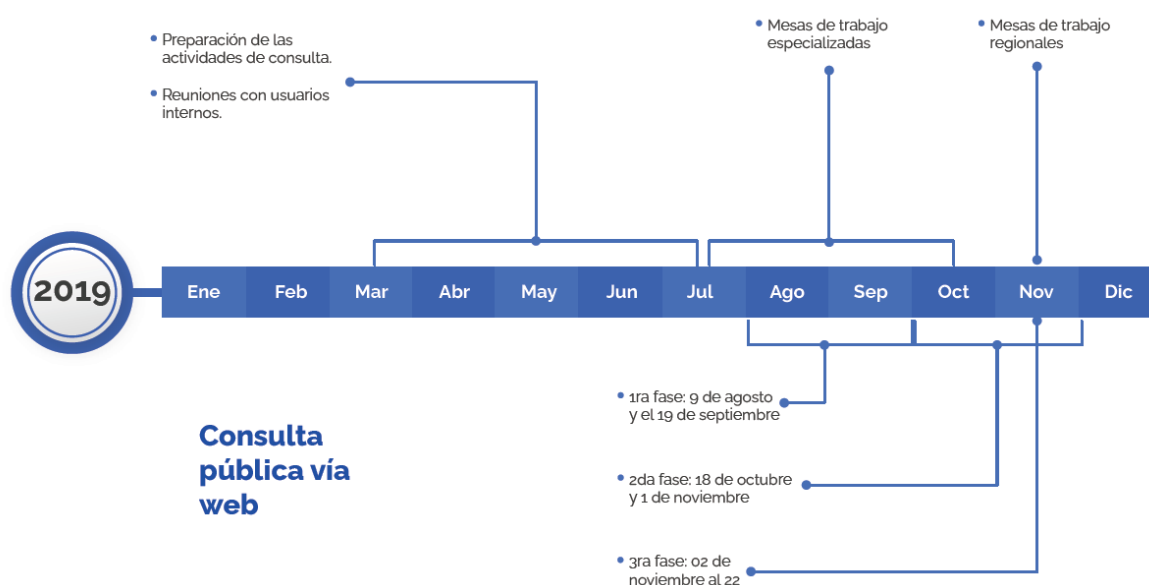 Preparación de las
actividades de consulta.
Reuniones con usuarios
internos.
Mesas de trabajo
especializadas
Mesas de trabajo
regionales
2019
Ene Feb Mar Abr May Jun Jul Ago Sep Oct Nov Dic
Consulta
pública vía
web
1ra fase: 9 de agosto
y el 19 de septiembre
2da fase: 18 de octubre
y 1 de noviembre
3ra fase: 02 de
noviembre al 22